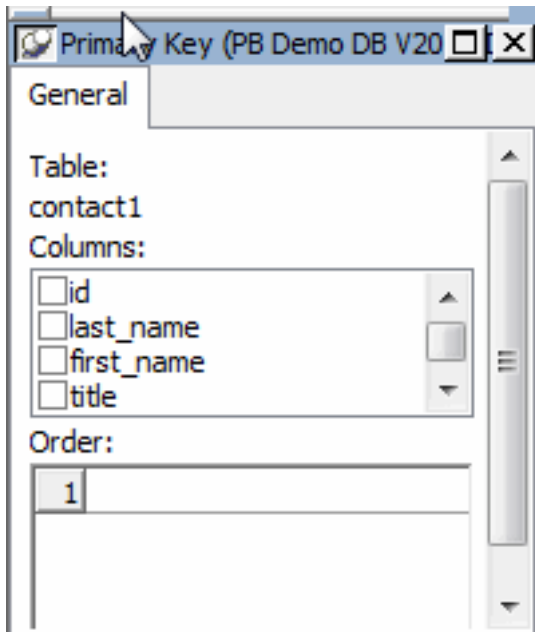 Primary Key (PB Demo DB V20
General
Table:
contact1
Columns:
id
last_name
first_name
title
Order:
1